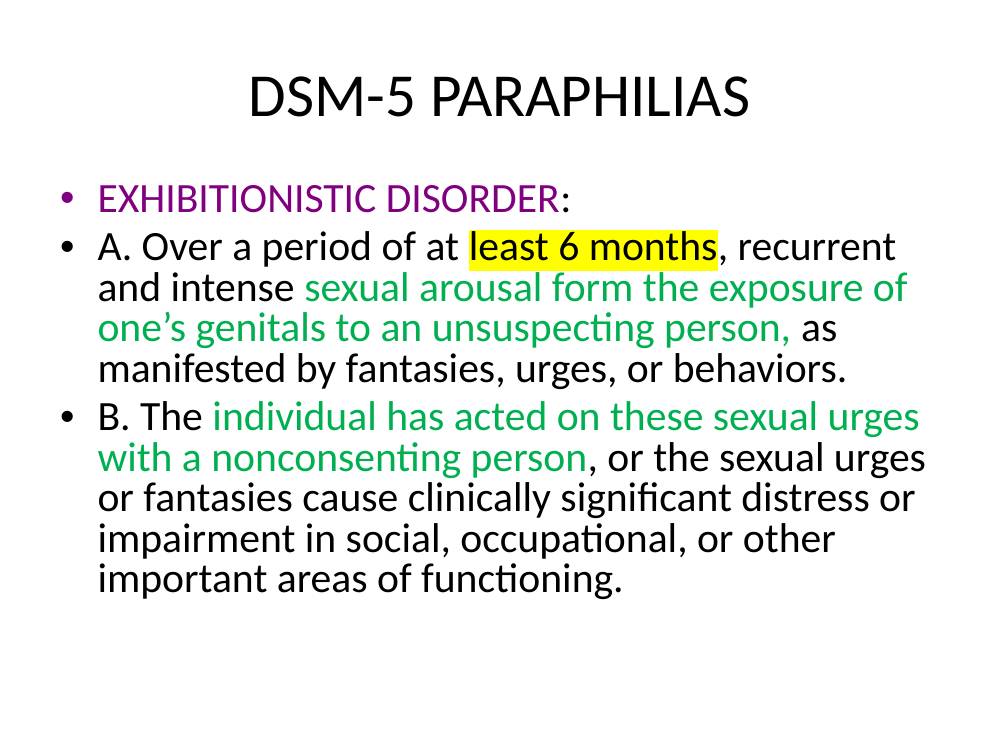 DSM-5 PARAPHILIAS
• EXHIBITIONISTIC DISORDER:
• A. Over a period of at least 6 months, recurrent
and intense sexual arousal form the exposure of
one’s genitals to an unsuspecting person, as
manifested by fantasies, urges, or behaviors.
• B. The individual has acted on these sexual urges
with a nonconsenting person, or the sexual urges
or fantasies cause clinically significant distress or
impairment in social, occupational, or other
important areas of functioning.